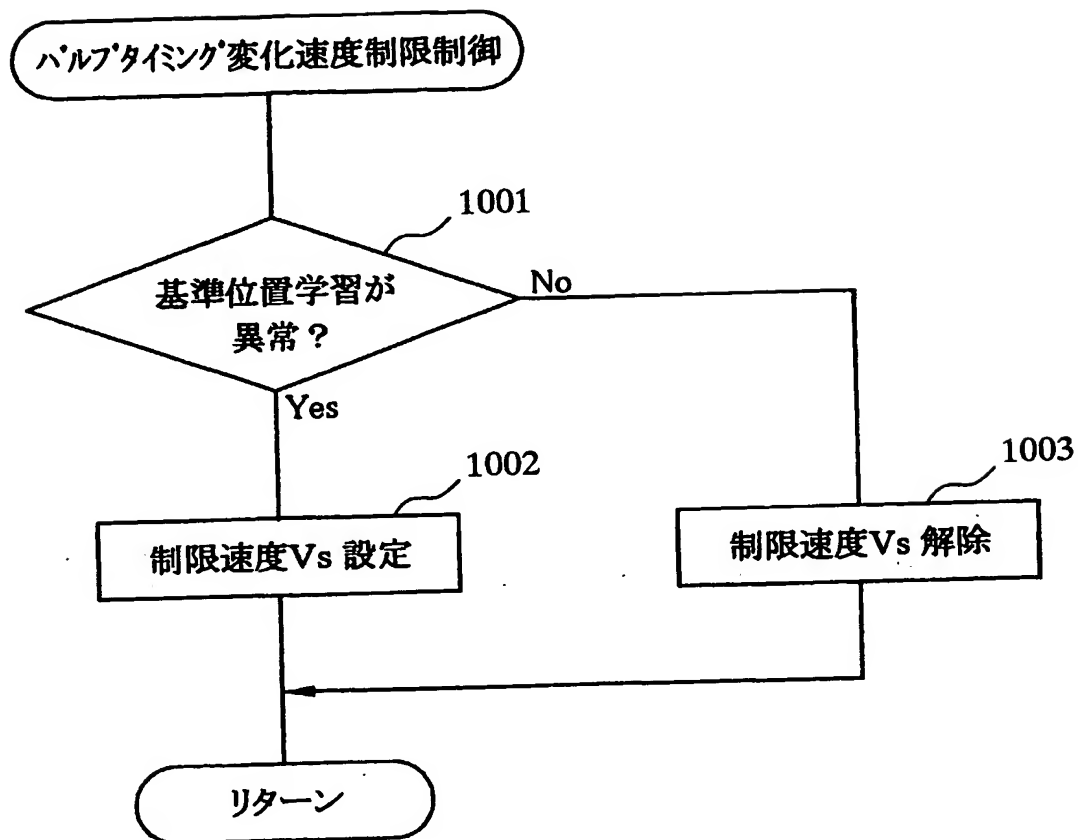 バルブタイミング変化速度制限制御
1001
基準位置学習が
異常?
No
Yes
1002
1003
制限速度Vs 設定
制限速度Vs 解除
リターン